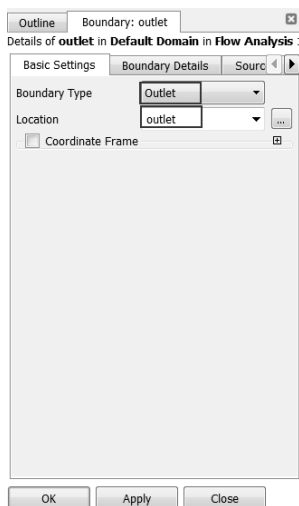 Outline Boundary: outlet
Details of outlet in Default Domain in Flow Analysis
Basic Settings Boundary Details Sourc
Boundary Type Outlet
Location outlet ...
Coordinate Frame
OK Apply Close